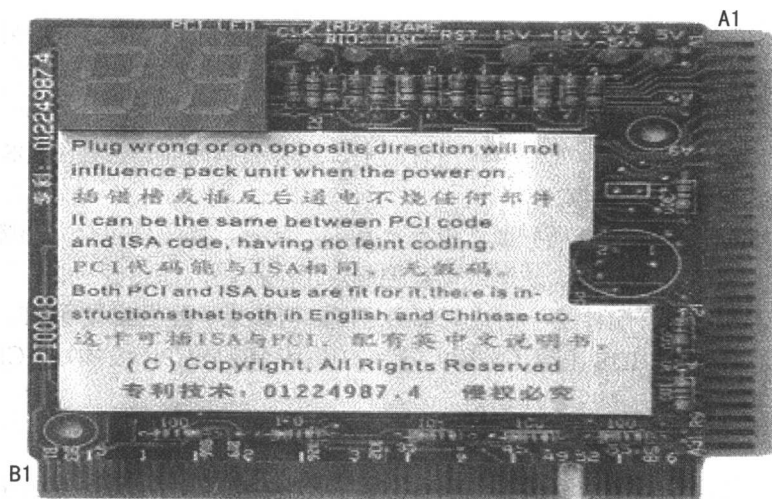 A1
PCI LED
IRDY FRAME
CLK
BIOS OSC
RST 12V -12V
3V3
5V
专利: 01224987.4
Plug wrong or on opposite direction will not
influence pack unit when the power on.
插错槽或插反后通电不烧任何部件
It can be the same between PCI code
and ISA code, having no feint coding.
PCI代码能与ISA相同。无假码。
Both PCI and ISA bus are fit for it,there is in-
structions that both in English and Chinese too.
这卡可插ISA与PCI, 配有英中文说明书。
( C ) Copyright, All Rights Reserved
专利技术: 01224987.4 侵权必究
PI0048
100
100
100
B1